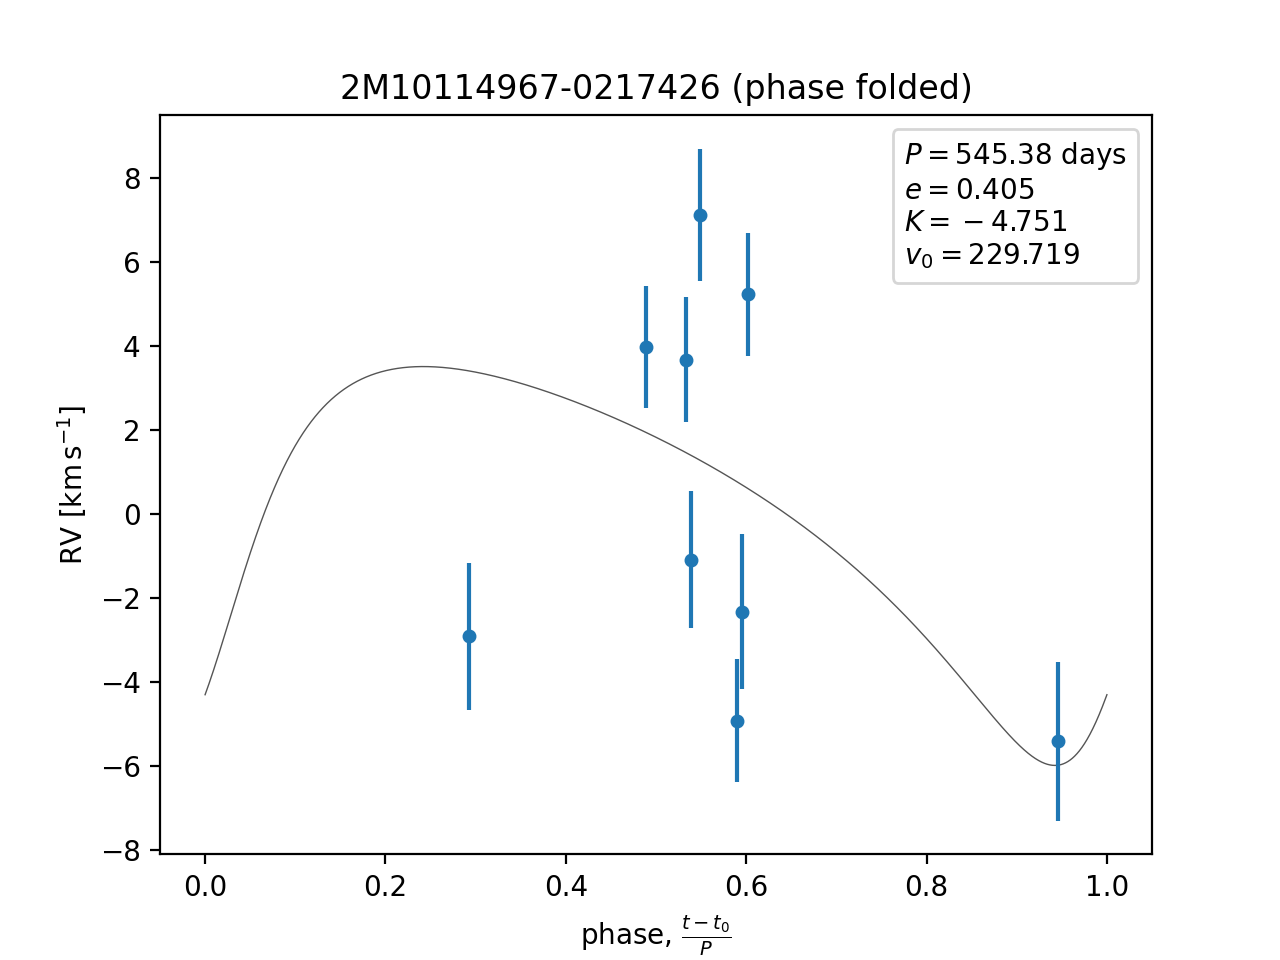 2M10114967-0217426 (phase folded)
P = 545.38 days
e = 0.405
K = −4.751
v₀ = 229.719
RV [km s⁻¹]
8
6
4
2
0
−2
−4
−6
−8
0.0 0.2 0.4 0.6 0.8 1.0
phase, (t − t₀)/P